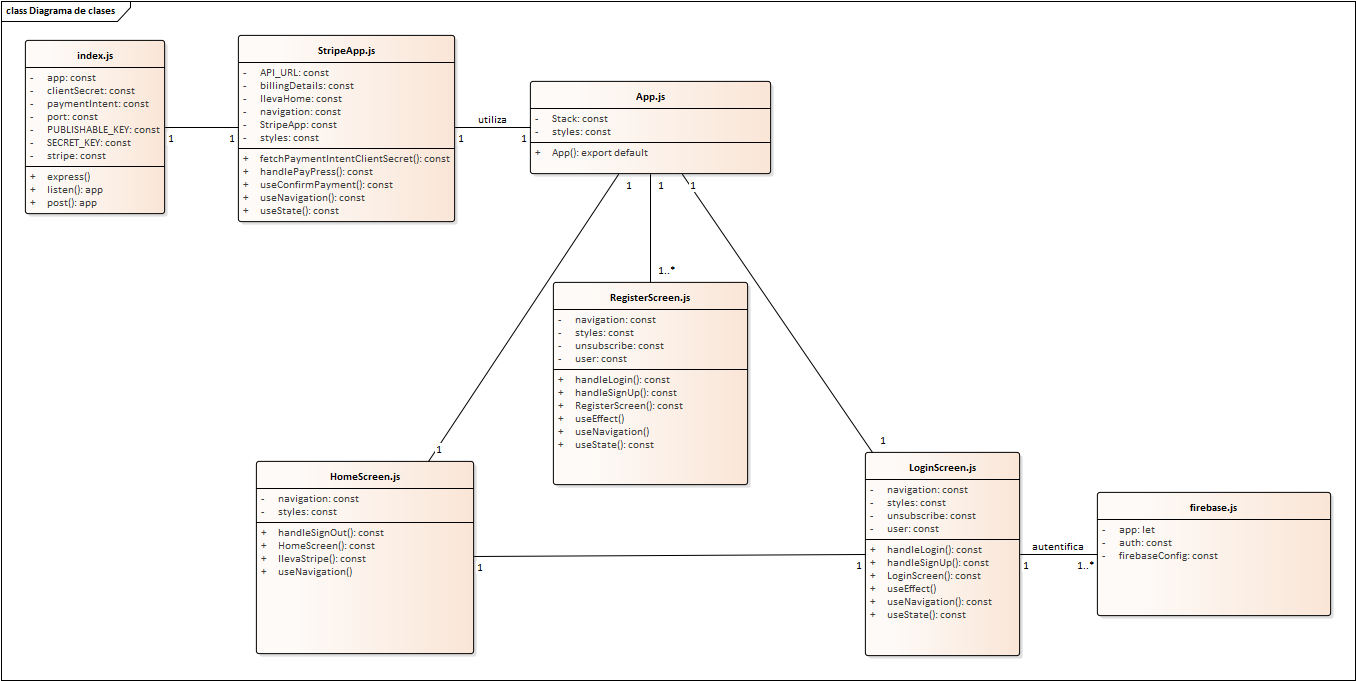 class Diagrama de clases
index.js
- app: const
- clientSecret: const
- paymentIntent: const
- port: const
- PUBLISHABLE_KEY: const
- SECRET_KEY: const
- stripe: const
+ express()
+ listen(): app
+ post(): app
1
1
StripeApp.js
- API_URL: const
- billingDetails: const
- llevaHome: const
- navigation: const
- StripeApp: const
- styles: const
+ fetchPaymentIntentClientSecret(): const
+ handlePayPress(): const
+ useConfirmPayment(): const
+ useNavigation(): const
+ useState(): const
utiliza
1
1
App.js
- Stack: const
- styles: const
+ App(): export default
1
1
1
1..*
RegisterScreen.js
- navigation: const
- styles: const
- unsubscribe: const
- user: const
+ handleLogin(): const
+ handleSignUp(): const
+ RegisterScreen(): const
+ useEffect()
+ useNavigation()
+ useState(): const
1
HomeScreen.js
- navigation: const
- styles: const
+ handleSignOut(): const
+ HomeScreen(): const
+ llevaStripe(): const
+ useNavigation()
1
1
1
LoginScreen.js
- navigation: const
- styles: const
- unsubscribe: const
- user: const
+ handleLogin(): const
+ handleSignUp(): const
+ LoginScreen(): const
+ useEffect()
+ useNavigation(): const
+ useState(): const
autentifica
1
1..*
firebase.js
- app: let
- auth: const
- firebaseConfig: const